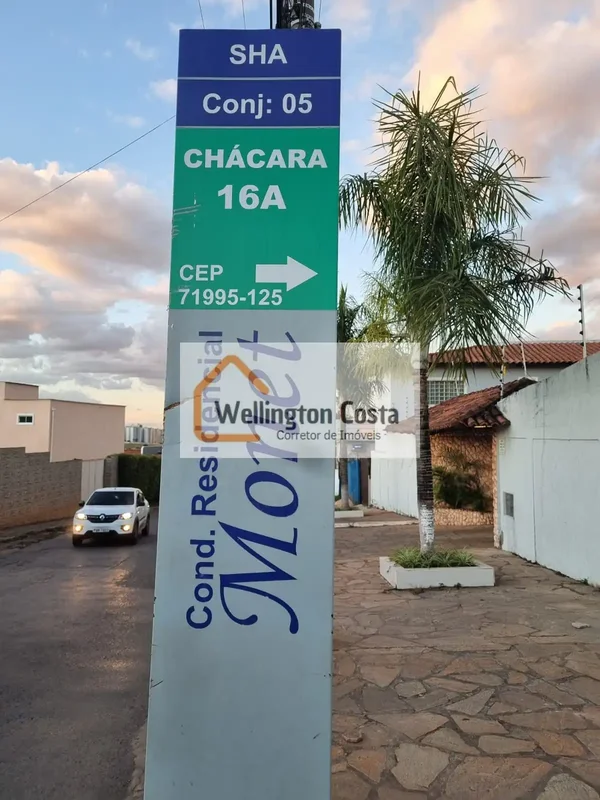 SHA
Conj: 05
CHÁCARA
16A
CEP
71995-125
Cond. Residencial
Monet
Wellington Costa
Corretor de Imóveis